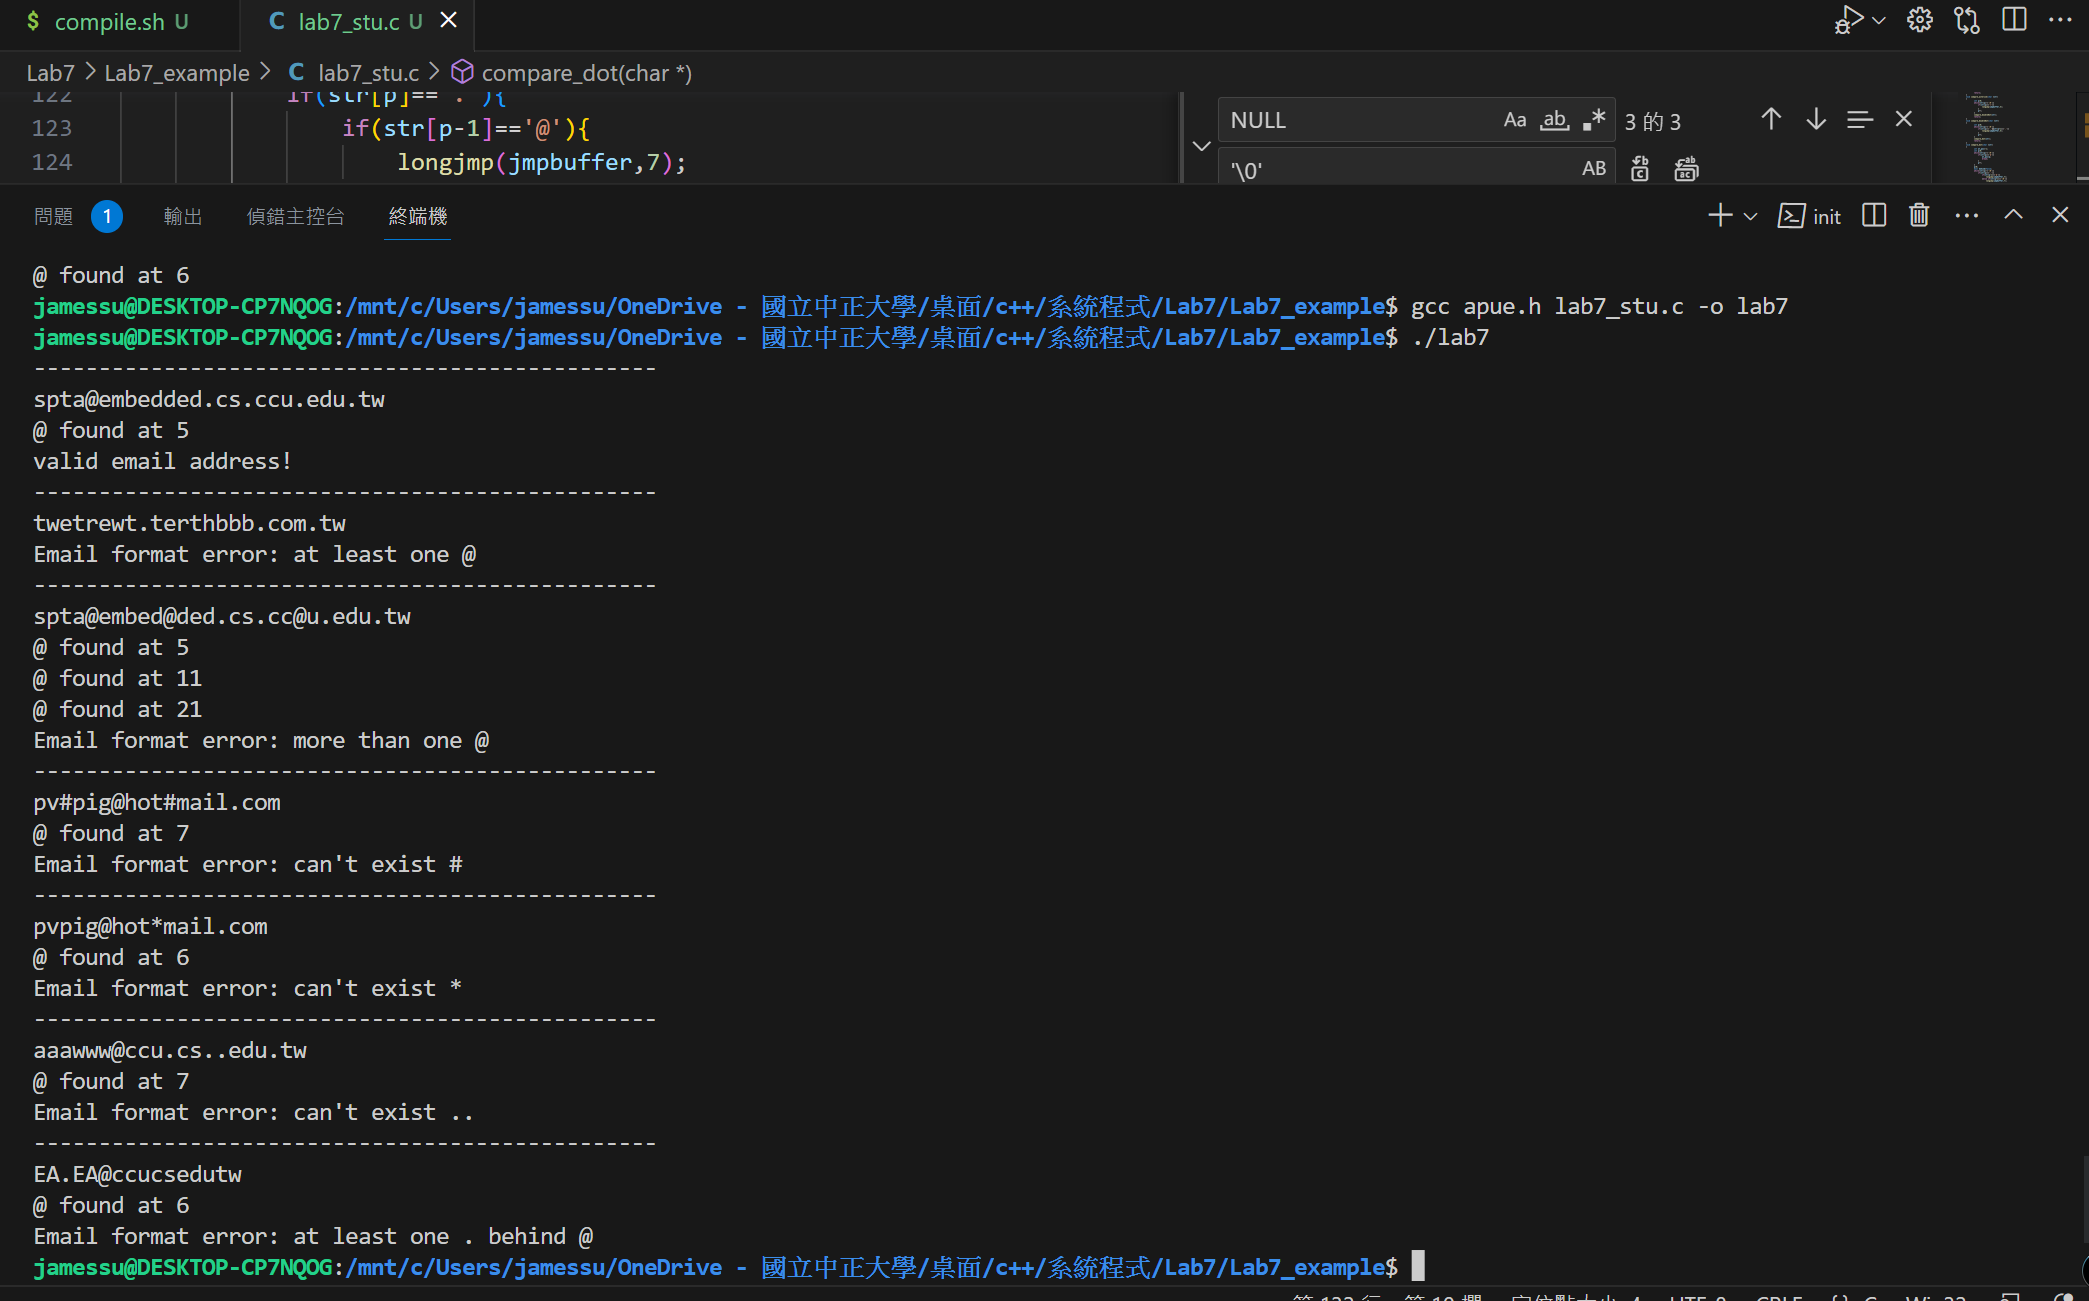 $ compile.sh U C lab7_stu.c U
Lab7 > Lab7_example > C lab7_stu.c > compare_dot(char *)
122 if(str[p]=='.'){
123 if(str[p-1]=='@'){
124 longjmp(jmpbuffer,7);
NULL Aa ab .* 3 的 3
'\0' AB
問題 1 輸出 偵錯主控台 終端機 init
@ found at 6
jamessu@DESKTOP-CP7NQOG:/mnt/c/Users/jamessu/OneDrive - 國立中正大學/桌面/c++/系統程式/Lab7/Lab7_example$ gcc apue.h lab7_stu.c -o lab7
jamessu@DESKTOP-CP7NQOG:/mnt/c/Users/jamessu/OneDrive - 國立中正大學/桌面/c++/系統程式/Lab7/Lab7_example$ ./lab7
------------------------------------------------
spta@embedded.cs.ccu.edu.tw
@ found at 5
valid email address!
------------------------------------------------
twetrewt.terthbbb.com.tw
Email format error: at least one @
------------------------------------------------
spta@embed@ded.cs.cc@u.edu.tw
@ found at 5
@ found at 11
@ found at 21
Email format error: more than one @
------------------------------------------------
pv#pig@hot#mail.com
@ found at 7
Email format error: can't exist #
------------------------------------------------
pvpig@hot*mail.com
@ found at 6
Email format error: can't exist *
------------------------------------------------
aaawww@ccu.cs..edu.tw
@ found at 7
Email format error: can't exist ..
------------------------------------------------
EA.EA@ccucsedutw
@ found at 6
Email format error: at least one . behind @
jamessu@DESKTOP-CP7NQOG:/mnt/c/Users/jamessu/OneDrive - 國立中正大學/桌面/c++/系統程式/Lab7/Lab7_example$